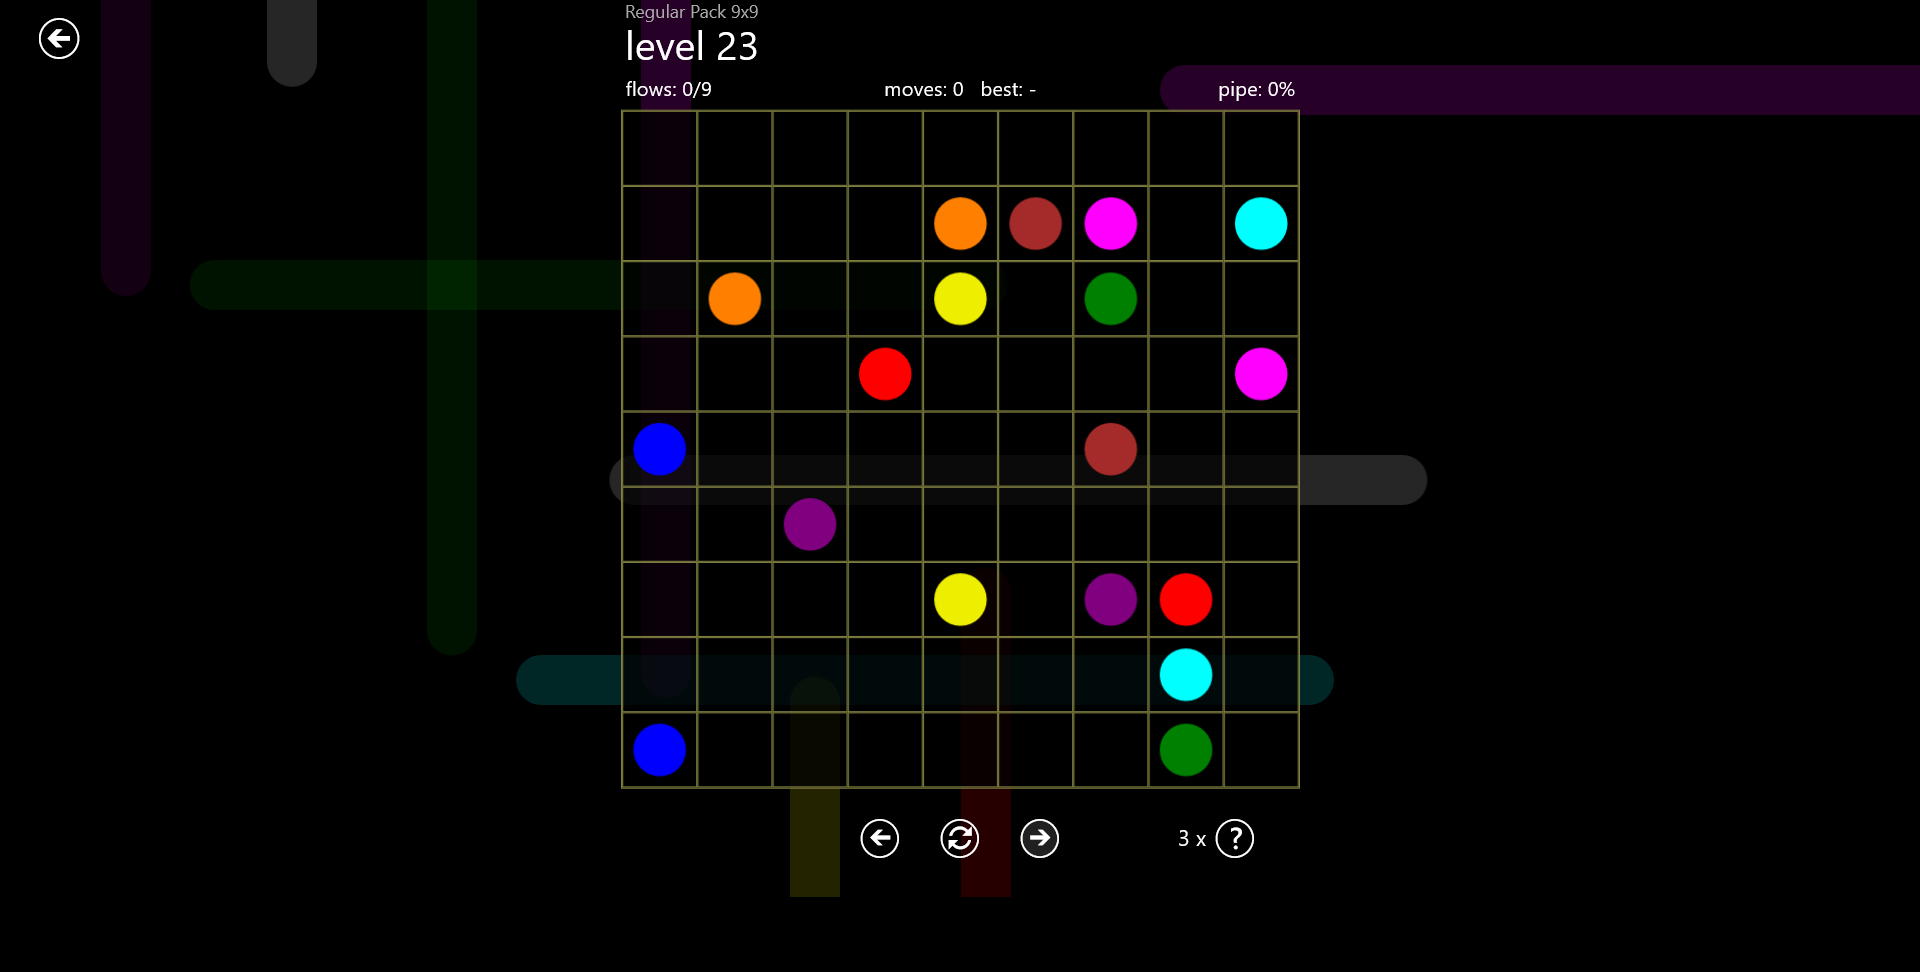 Regular Pack 9x9
level 23
flows: 0/9 moves: 0 best: - pipe: 0%
3 x ?